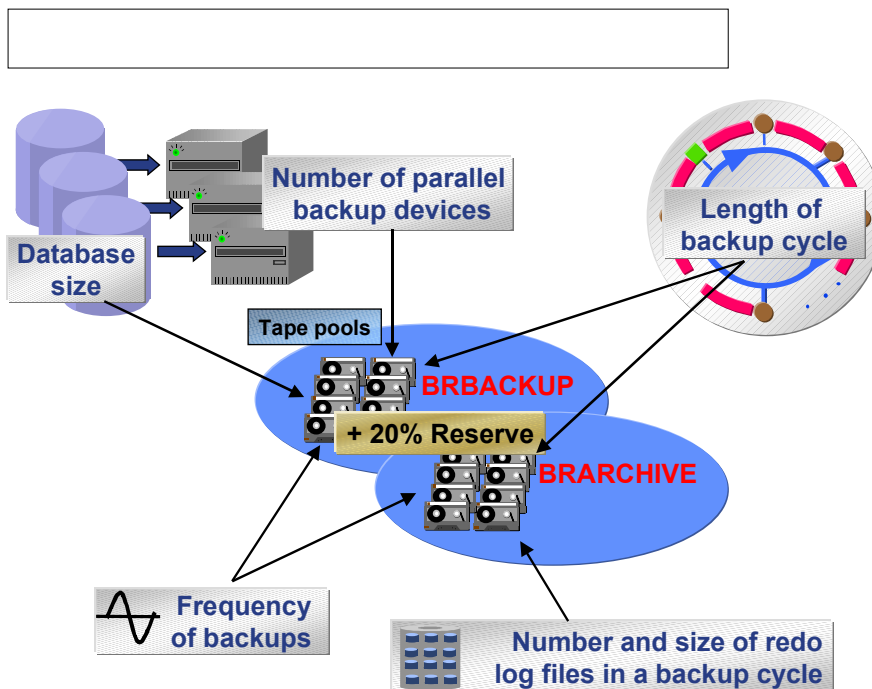 Number of parallel
backup devices
Length of
backup cycle
Database
size
Tape pools
BRBACKUP
+ 20% Reserve
BRARCHIVE
Frequency
of backups
Number and size of redo
log files in a backup cycle